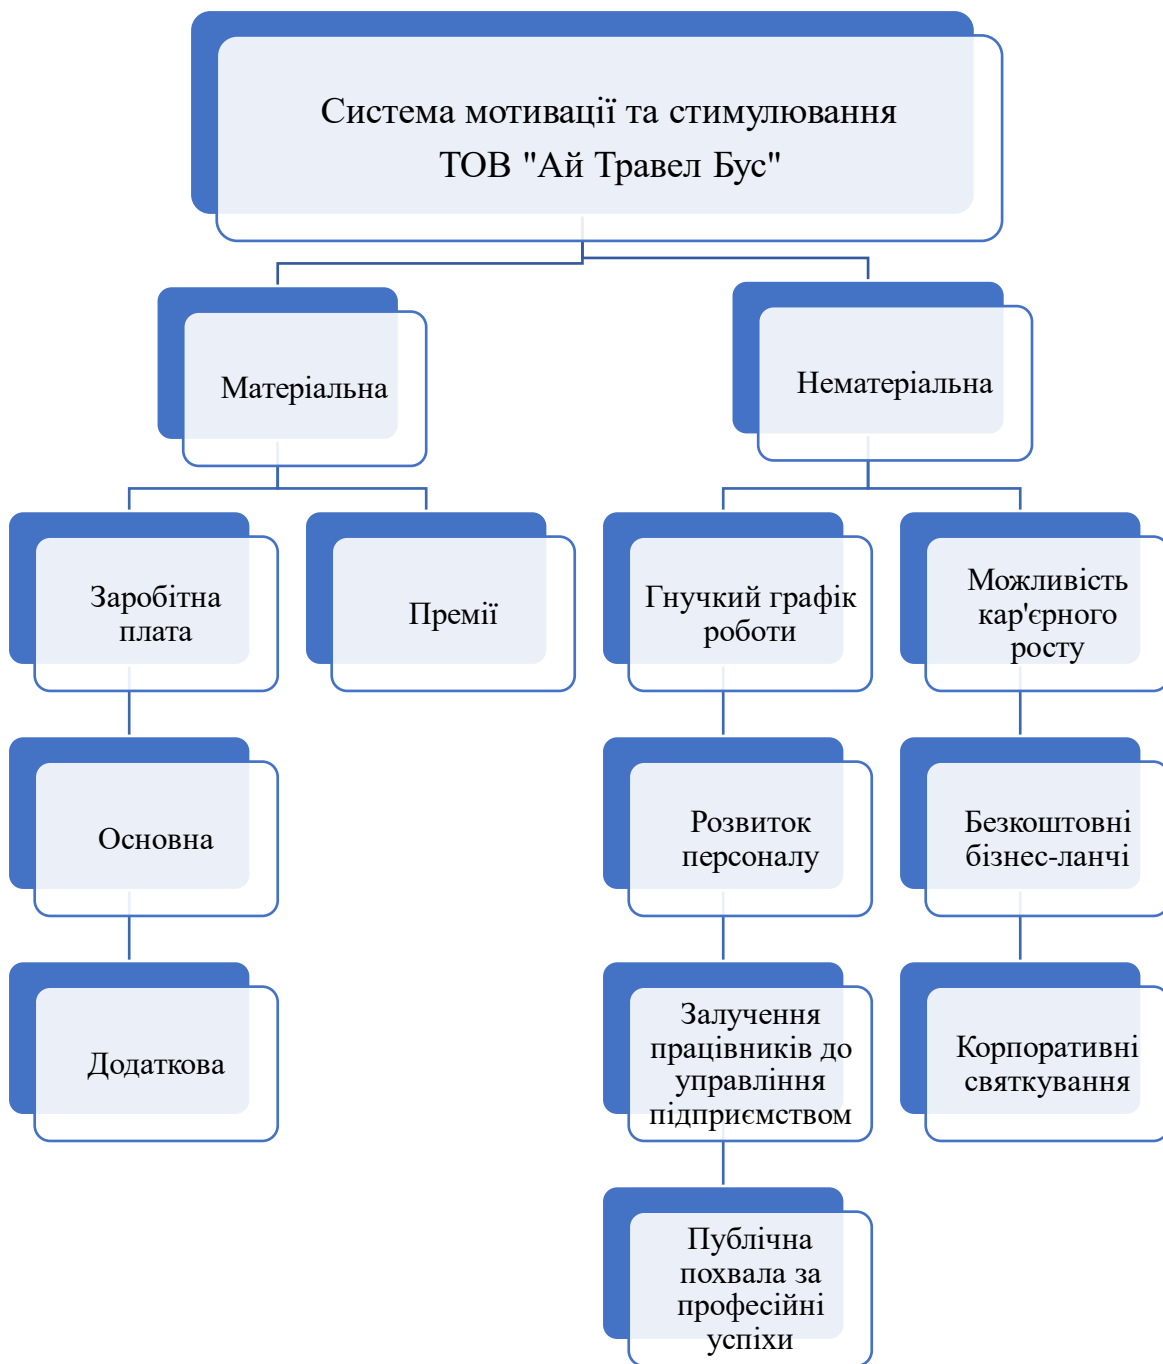 Система мотивації та стимулювання
ТОВ "Ай Травел Бус"
Матеріальна
Нематеріальна
Заробітна
плата
Премії
Гнучкий графік
роботи
Можливість
кар'єрного
росту
Основна
Розвиток
персоналу
Безкоштовні
бізнес-ланчі
Додаткова
Залучення
працівників до
управління
підприємством
Корпоративні
святкування
Публічна
похвала за
професійні
успіхи